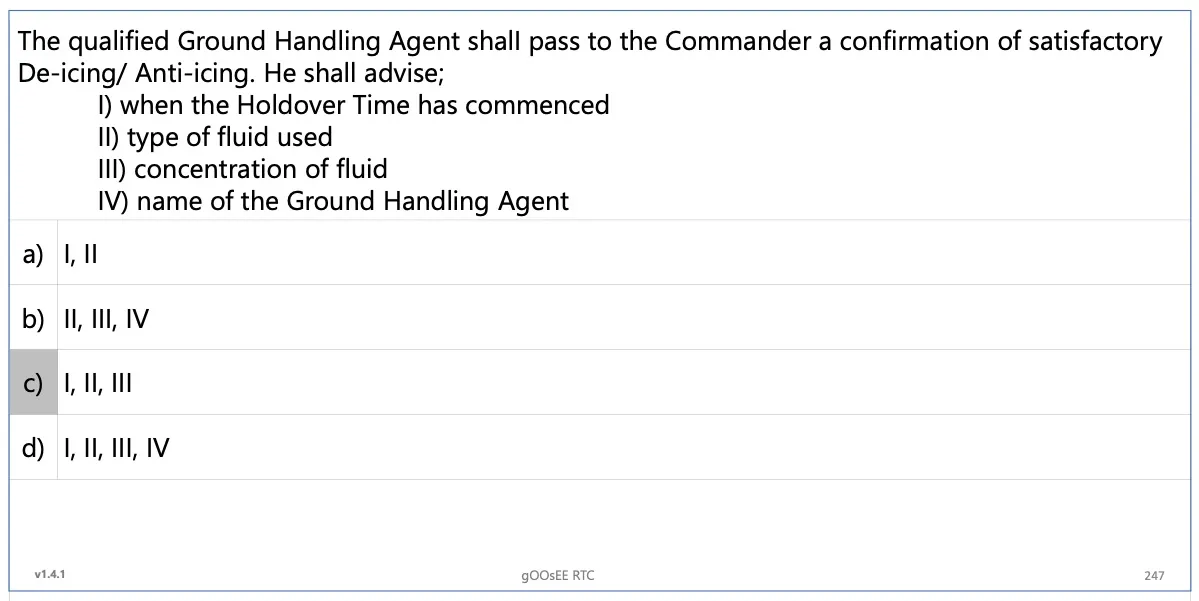 The qualified Ground Handling Agent shall pass to the Commander a confirmation of satisfactory
De-icing/ Anti-icing. He shall advise;
I) when the Holdover Time has commenced
II) type of fluid used
III) concentration of fluid
IV) name of the Ground Handling Agent
a) I, II
b) II, III, IV
c) I, II, III
d) I, II, III, IV
v1.4.1 gOOsEE RTC 247